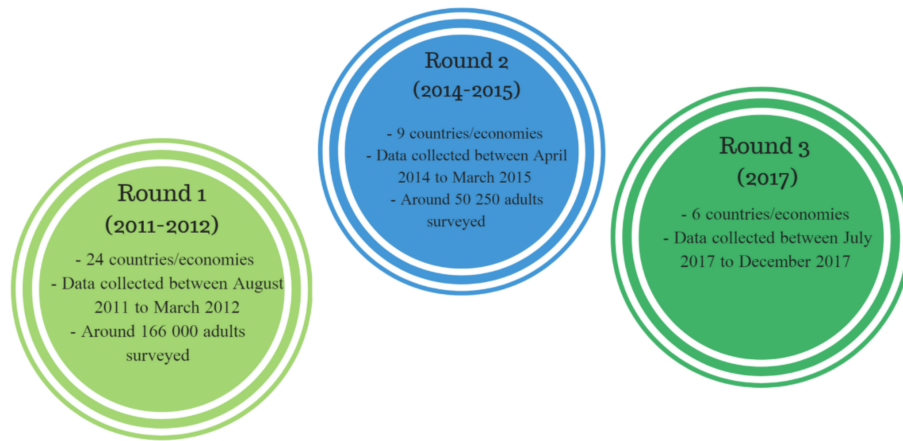 Round 1
(2011-2012)
- 24 countries/economies
- Data collected between August
2011 to March 2012
- Around 166 000 adults
surveyed
Round 2
(2014-2015)
- 9 countries/economies
- Data collected between April
2014 to March 2015
- Around 50 250 adults
surveyed
Round 3
(2017)
- 6 countries/economies
- Data collected between July
2017 to December 2017